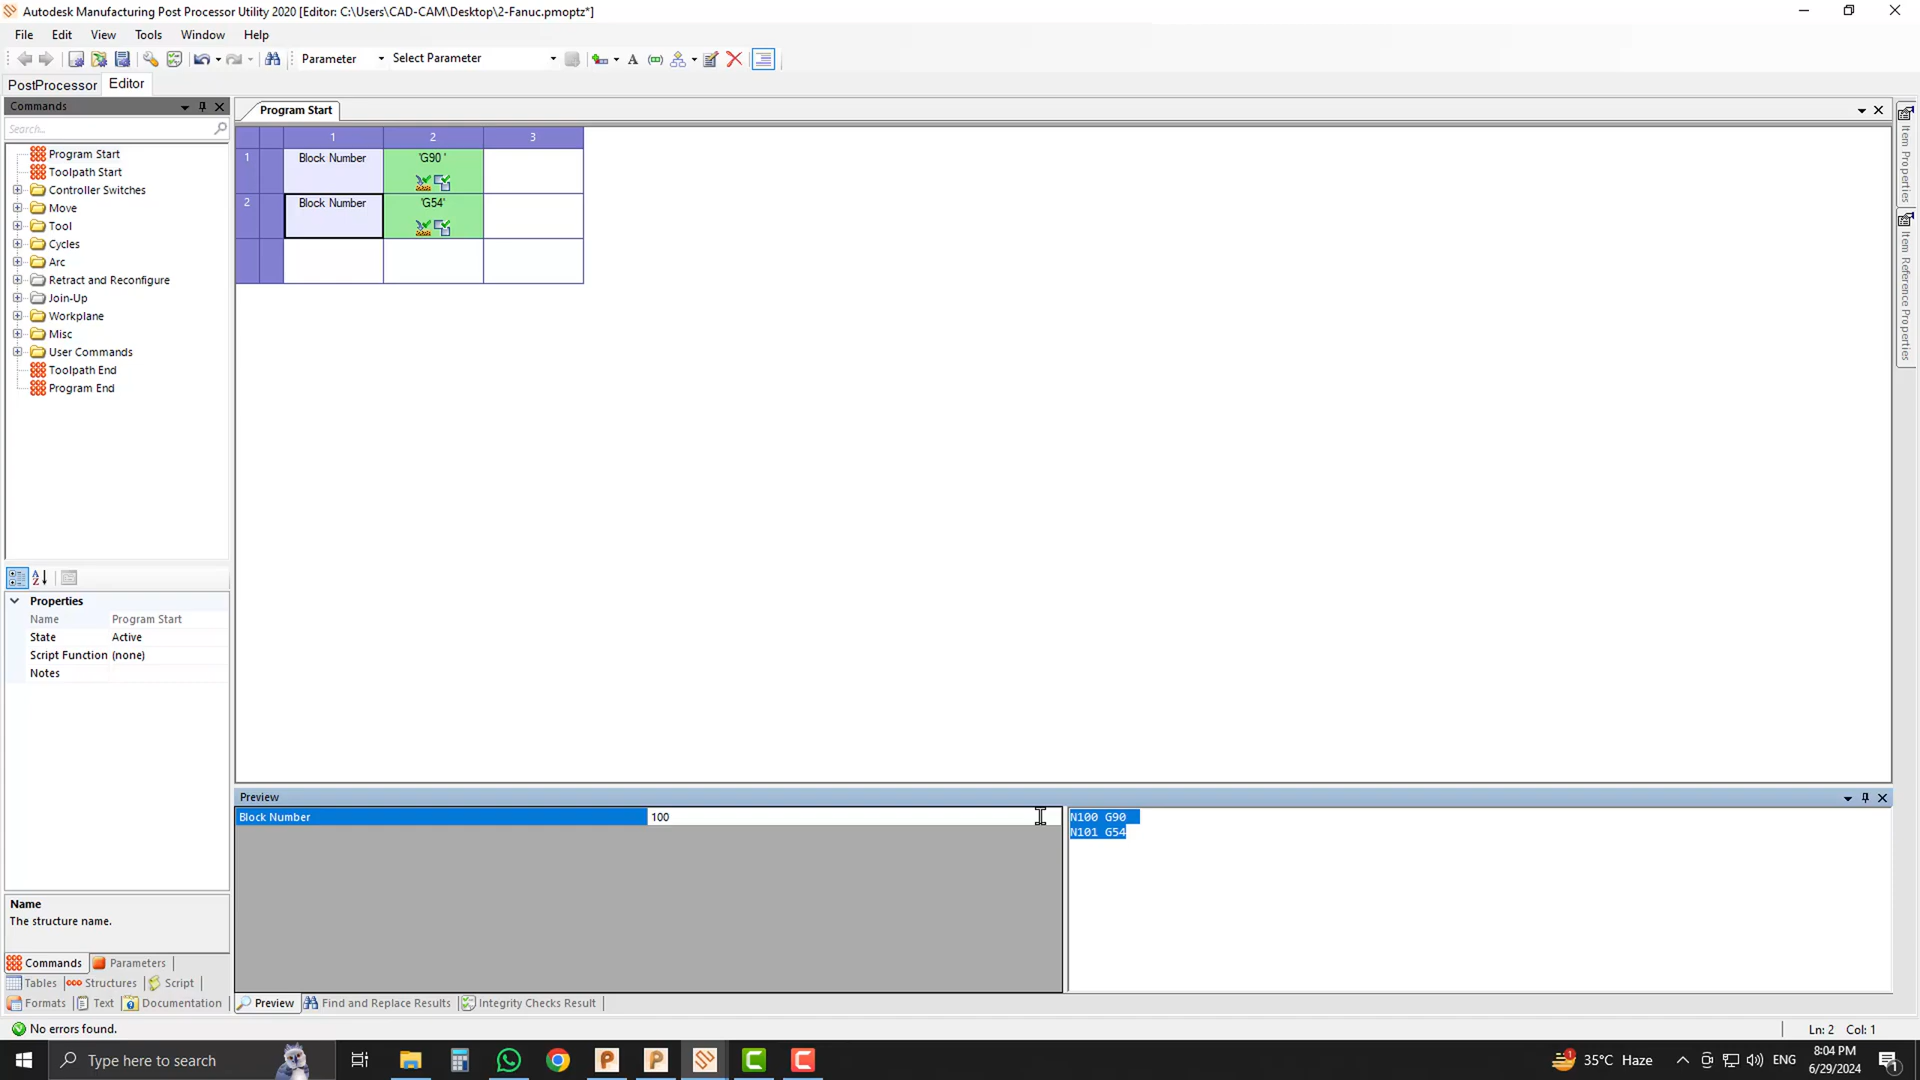 Autodesk Manufacturing Post Processor Utility 2020 [Editor: C:\Users\CAD-CAM\Desktop\2-Fanuc.pmoptz*]
File Edit View Tools Window Help
Parameter Select Parameter
PostProcessor Editor
Commands
Search...
Program Start
Toolpath Start
Controller Switches
Move
Tool
Cycles
Arc
Retract and Reconfigure
Join-Up
Workplane
Misc
User Commands
Toolpath End
Program End
Properties
Name Program Start
State Active
Script Function (none)
Notes
Name
The structure name.
Commands Parameters
Tables Structures Script
Formats Text Documentation
Program Start
1 2 3
1 Block Number 'G90 '
2 Block Number 'G54'
Item Properties
Item Reference Properties
Preview
Block Number 100
N100 G90
N101 G54
Preview Find and Replace Results Integrity Checks Result
No errors found.
Ln: 2 Col: 1
Type here to search
35°C Haze
ENG
8:04 PM
6/29/2024